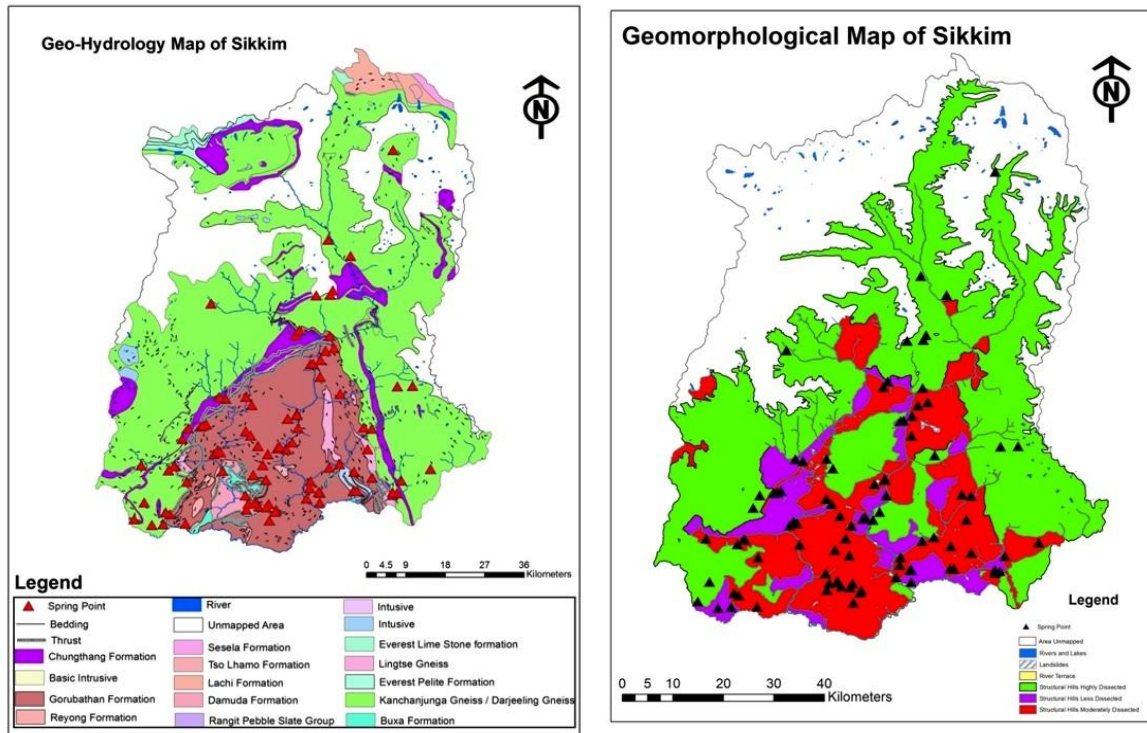 Geo-Hydrology Map of Sikkim
N
0 4.5 9 18 27 36
Kilometers
Legend
Spring Point
Bedding
Thrust
Chungthang Formation
Basic Intrusive
Gorubathan Formation
Reyong Formation
River
Unmapped Area
Sesela Formation
Tso Lhamo Formation
Lachi Formation
Damuda Formation
Rangit Pebble Slate Group
Intusive
Intusive
Everest Lime Stone formation
Lingtse Gneiss
Everest Pelite Formation
Kanchanjunga Gneiss / Darjeeling Gneiss
Buxa Formation
Geomorphological Map of Sikkim
N
Legend
Spring Point
Area Unmapped
Rivers and Lakes
Landslides
River Terrace
Structural Hills Highly Dissected
Structural Hills Less Dissected
Structural Hills Moderately Dissected
0 5 10 20 30 40
Kilometers